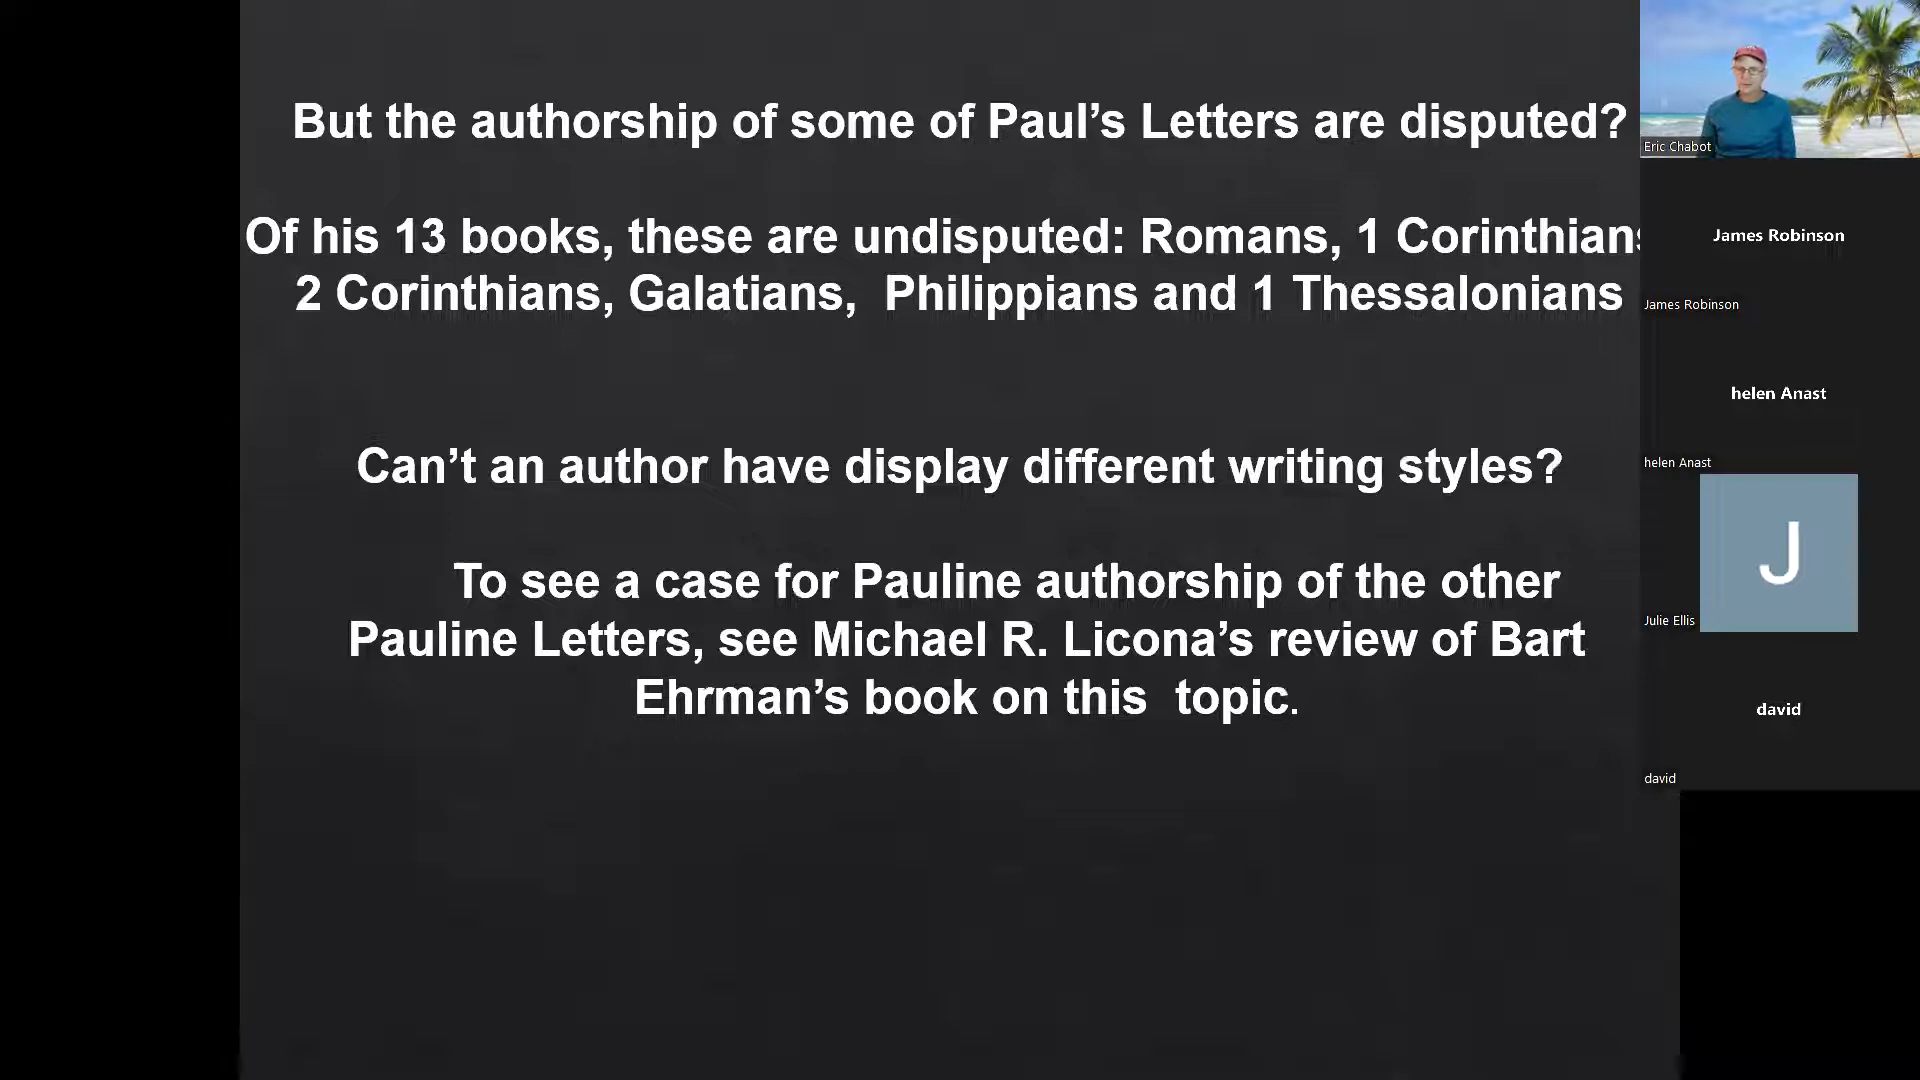 But the authorship of some of Paul’s Letters are disputed?
Of his 13 books, these are undisputed: Romans, 1 Corinthians
2 Corinthians, Galatians,  Philippians and 1 Thessalonians
Can’t an author have display different writing styles?
To see a case for Pauline authorship of the other
Pauline Letters, see Michael R. Licona’s review of Bart
Ehrman’s book on this  topic.
Eric Chabot
James Robinson
James Robinson
helen Anast
helen Anast
J
Julie Ellis
david
david